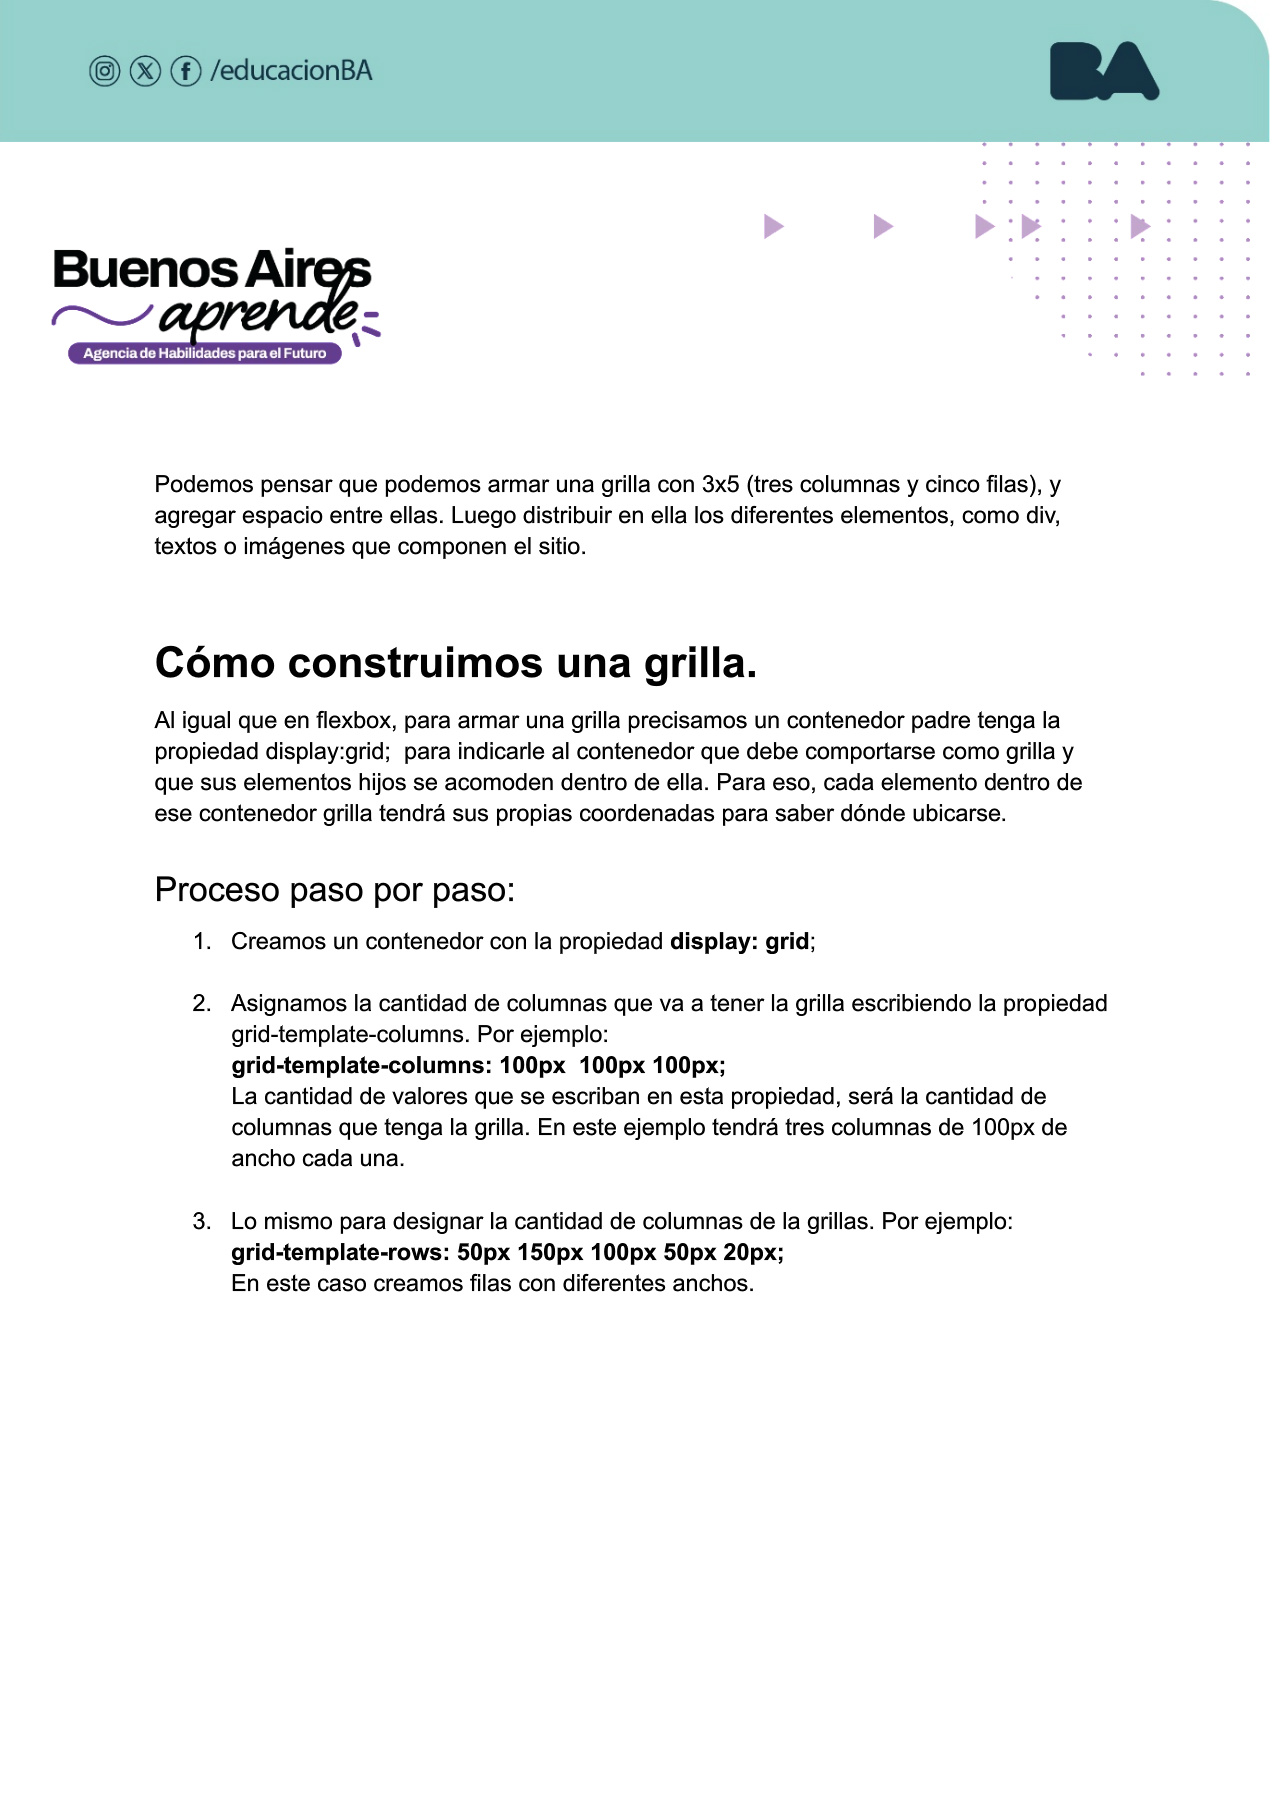 /educacionBA
BA
Buenos Aires
aprende
Agencia de Habilidades para el Futuro
Podemos pensar que podemos armar una grilla con 3x5 (tres columnas y cinco filas), y
agregar espacio entre ellas. Luego distribuir en ella los diferentes elementos, como div,
textos o imágenes que componen el sitio.
Cómo construimos una grilla.
Al igual que en flexbox, para armar una grilla precisamos un contenedor padre tenga la
propiedad display:grid;  para indicarle al contenedor que debe comportarse como grilla y
que sus elementos hijos se acomoden dentro de ella. Para eso, cada elemento dentro de
ese contenedor grilla tendrá sus propias coordenadas para saber dónde ubicarse.
Proceso paso por paso:
1. Creamos un contenedor con la propiedad display: grid;
2. Asignamos la cantidad de columnas que va a tener la grilla escribiendo la propiedad
grid-template-columns. Por ejemplo:
grid-template-columns: 100px  100px 100px;
La cantidad de valores que se escriban en esta propiedad, será la cantidad de
columnas que tenga la grilla. En este ejemplo tendrá tres columnas de 100px de
ancho cada una.
3. Lo mismo para designar la cantidad de columnas de la grillas. Por ejemplo:
grid-template-rows: 50px 150px 100px 50px 20px;
En este caso creamos filas con diferentes anchos.